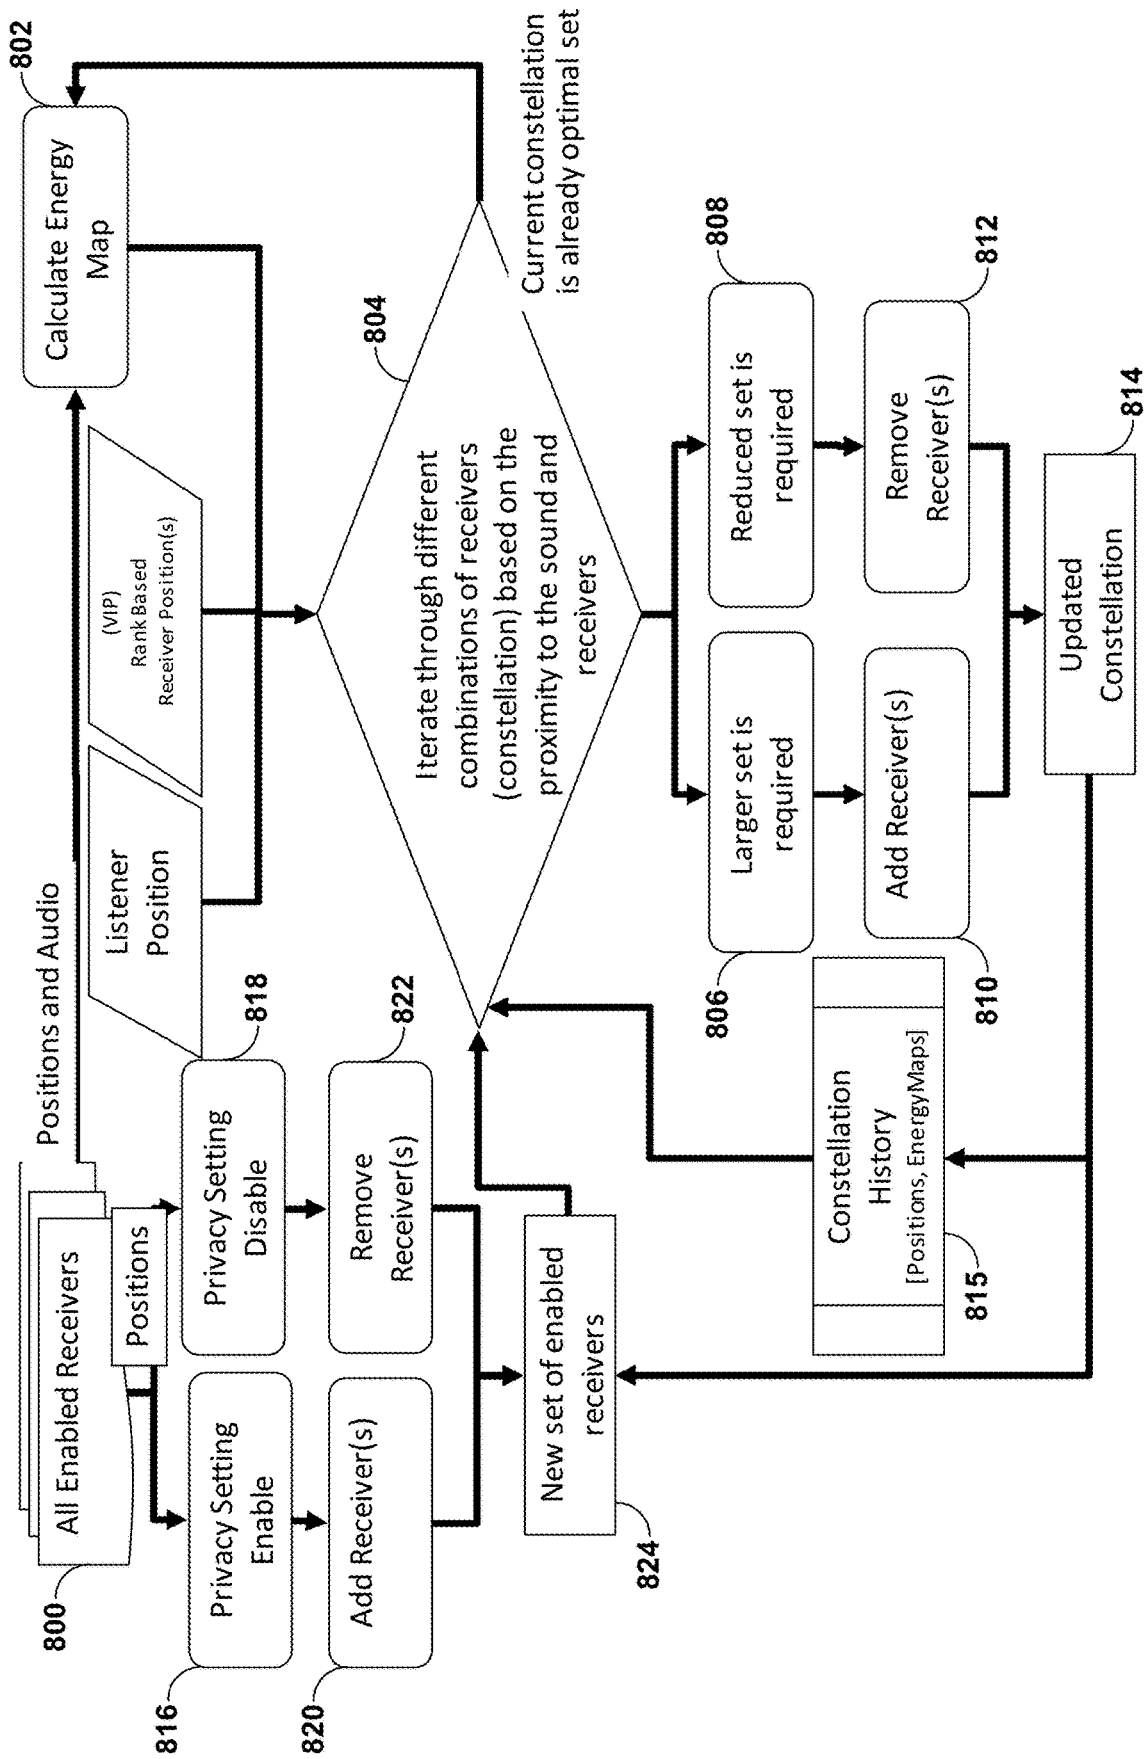 800
All Enabled Receivers
Positions
Positions and Audio
802
Calculate Energy
Map
Listener
Position
(VIP)
Rank Based
Receiver Position(s)
816
Privacy Setting
Enable
818
Privacy Setting
Disable
820
Add Receiver(s)
822
Remove
Receiver(s)
824
New set of enabled
receivers
804
Iterate through different
combinations of receivers
(constellation) based on the
proximity to the sound and
receivers
Current constellation
is already optimal set
806
Larger set is
required
808
Reduced set is
required
810
Add Receiver(s)
812
Remove
Receiver(s)
814
Updated
Constellation
815
Constellation
History
[Positions, EnergyMaps]